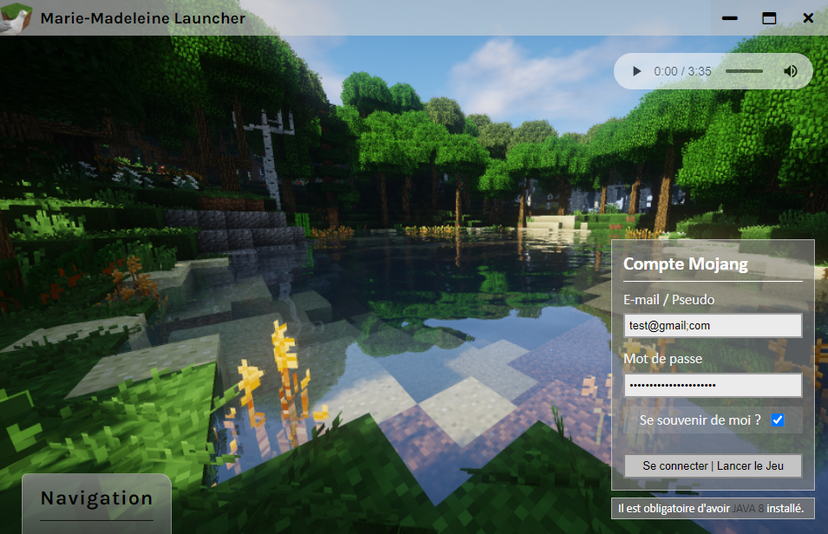 Marie-Madeleine Launcher
0:00 / 3:35
Compte Mojang
E-mail / Pseudo
test@gmail;com
Mot de passe
Se souvenir de moi ?
Se connecter | Lancer le Jeu
Navigation
Il est obligatoire d'avoir JAVA 8 installé.